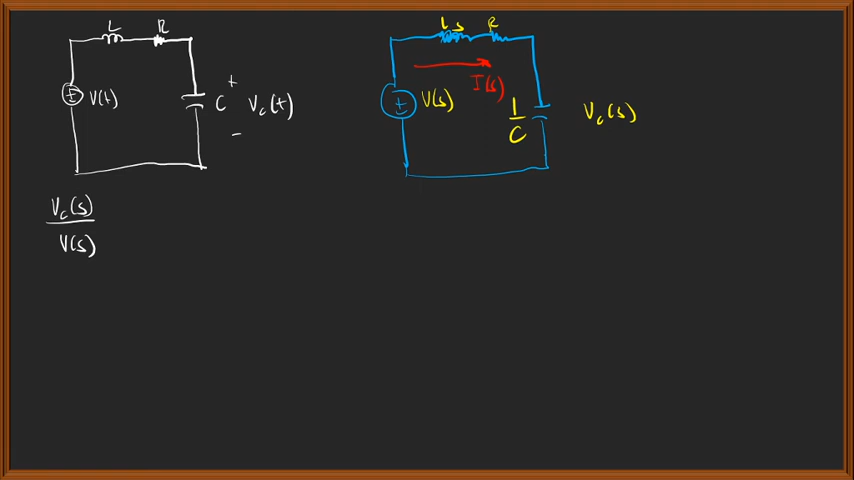 L R
V(t)
C
+
Vc(t)
-
Vc(s)
V(s)
Ls R
I(s)
V(s)
1
C
Vc(s)